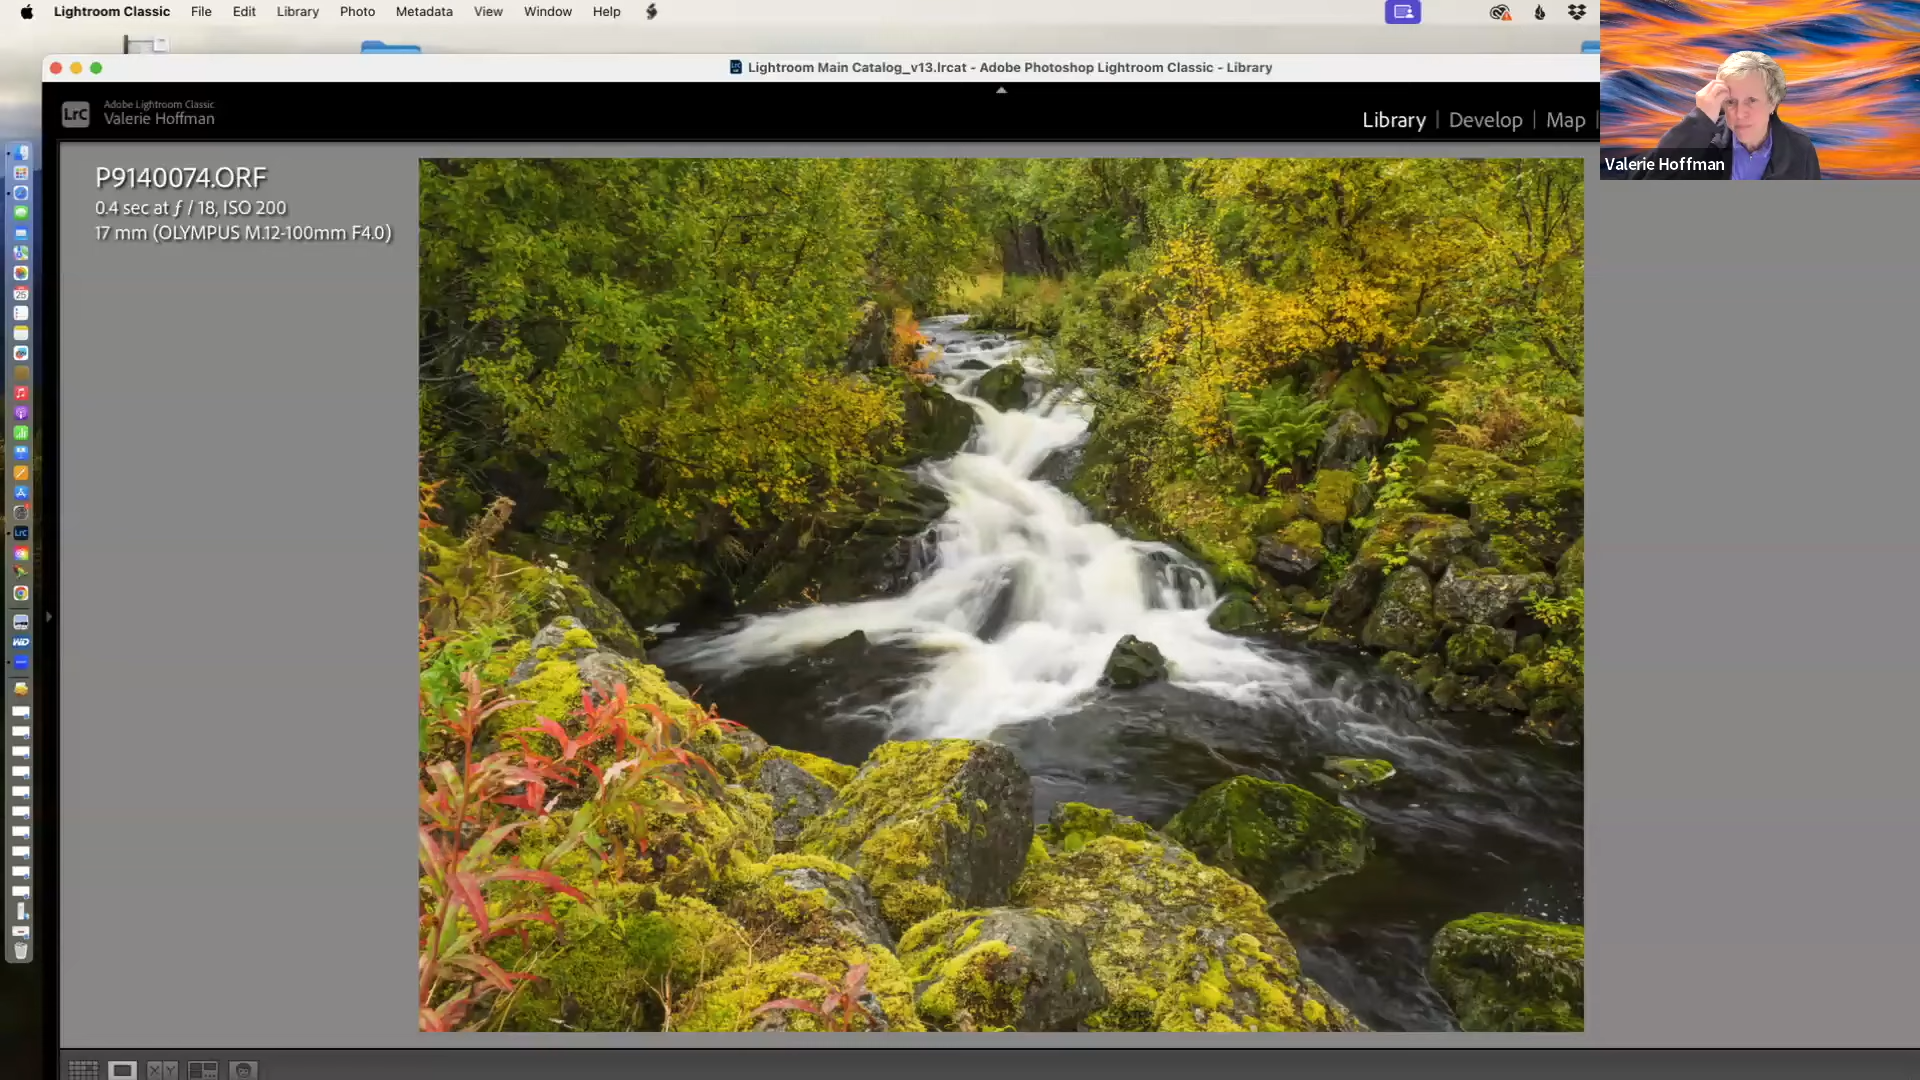 Lightroom Classic File Edit Library Photo Metadata View Window Help
Lightroom Main Catalog_v13.lrcat - Adobe Photoshop Lightroom Classic - Library
LrC
Adobe Lightroom Classic
Valerie Hoffman
Library | Develop | Map |
Valerie Hoffman
P9140074.ORF
0.4 sec at ƒ / 18, ISO 200
17 mm (OLYMPUS M.12-100mm F4.0)
LrC
WD
X Y